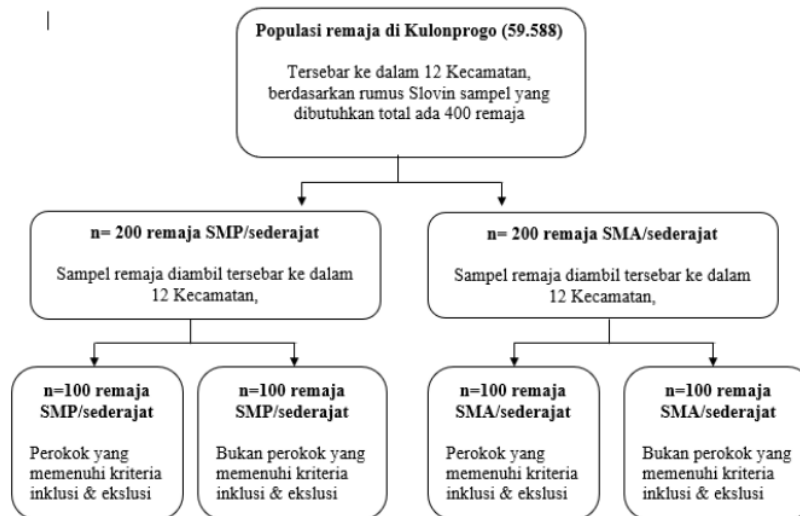 Populasi remaja di Kulonprogo (59.588)
Tersebar ke dalam 12 Kecamatan,
berdasarkan rumus Slovin sampel yang
dibutuhkan total ada 400 remaja
n= 200 remaja SMP/sederajat
Sampel remaja diambil tersebar ke dalam
12 Kecamatan,
n= 200 remaja SMA/sederajat
Sampel remaja diambil tersebar ke dalam
12 Kecamatan,
n=100 remaja
SMP/sederajat
Perokok yang
memenuhi kriteria
inklusi & ekslusi
n=100 remaja
SMP/sederajat
Bukan perokok yang
memenuhi kriteria
inklusi & ekslusi
n=100 remaja
SMA/sederajat
Perokok yang
memenuhi kriteria
inklusi & ekslusi
n=100 remaja
SMA/sederajat
Bukan perokok yang
memenuhi kriteria
inklusi & ekslusi